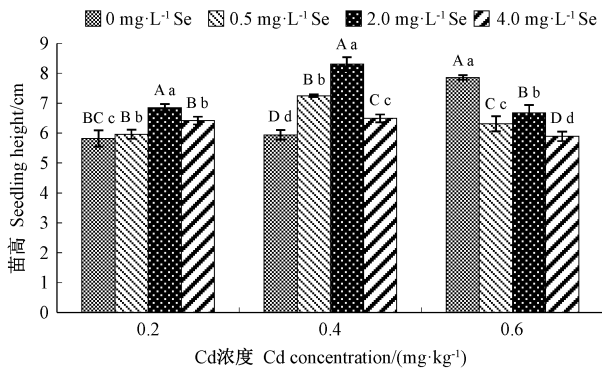 0 mg·L⁻¹ Se 0.5 mg·L⁻¹ Se 2.0 mg·L⁻¹ Se 4.0 mg·L⁻¹ Se
苗高 Seedling height/cm
9
8
7
6
5
4
3
2
1
0
BC c B b A a B b
D d B b A a C c
A a C c B b D d
0.2 0.4 0.6
Cd浓度 Cd concentration/(mg·kg⁻¹)